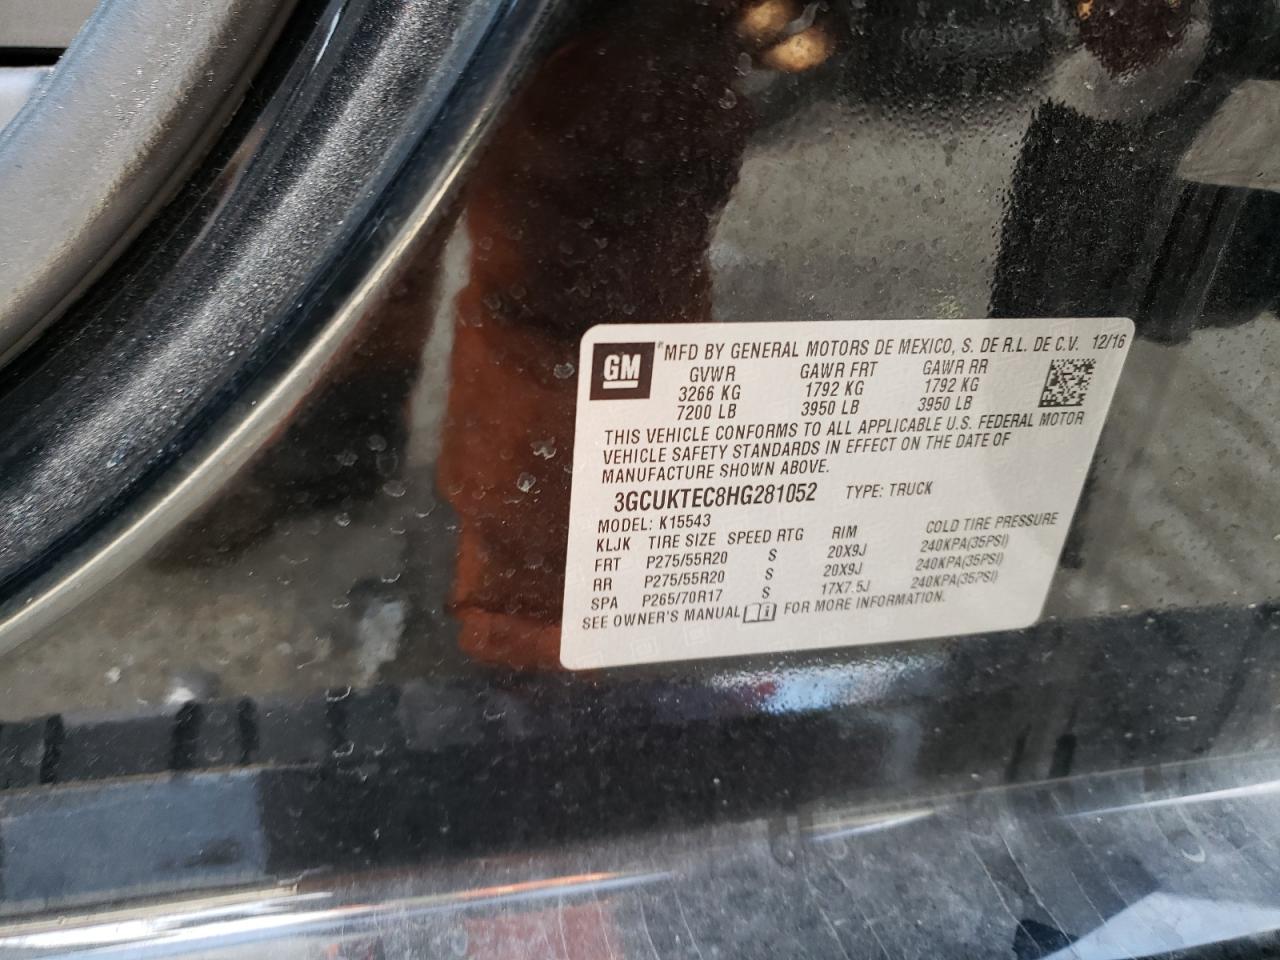 GM ®MFD BY GENERAL MOTORS DE MEXICO, S. DE R.L. DE C.V. 12/16
GVWR GAWR FRT GAWR RR
3266 KG 1792 KG 1792 KG
7200 LB 3950 LB 3950 LB
THIS VEHICLE CONFORMS TO ALL APPLICABLE U.S. FEDERAL MOTOR
VEHICLE SAFETY STANDARDS IN EFFECT ON THE DATE OF
MANUFACTURE SHOWN ABOVE.
3GCUKTEC8HG281052 TYPE: TRUCK
MODEL: K15543
KLJK TIRE SIZE SPEED RTG RIM COLD TIRE PRESSURE
FRT P275/55R20 S 20X9J 240KPA(35PSI)
RR P275/55R20 S 20X9J 240KPA(35PSI)
SPA P265/70R17 S 17X7.5J 240KPA(35PSI)
SEE OWNER'S MANUAL FOR MORE INFORMATION.